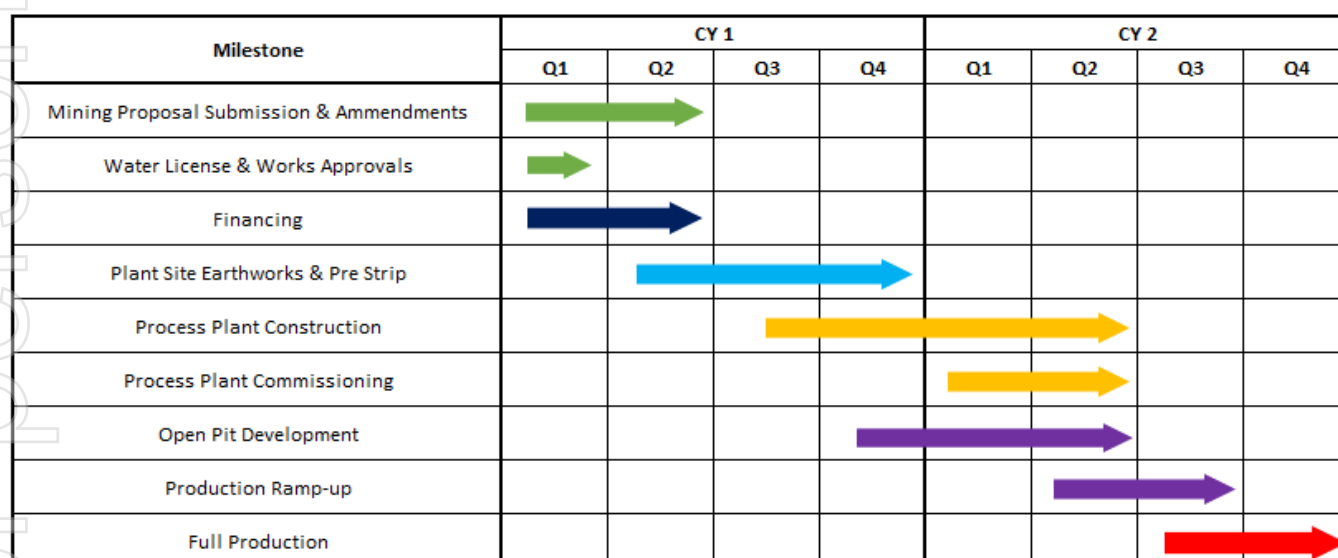 Milestone
CY 1
CY 2
Q1 Q2 Q3 Q4 Q1 Q2 Q3 Q4
Mining Proposal Submission & Ammendments
Water License & Works Approvals
Financing
Plant Site Earthworks & Pre Strip
Process Plant Construction
Process Plant Commissioning
Open Pit Development
Production Ramp-up
Full Production